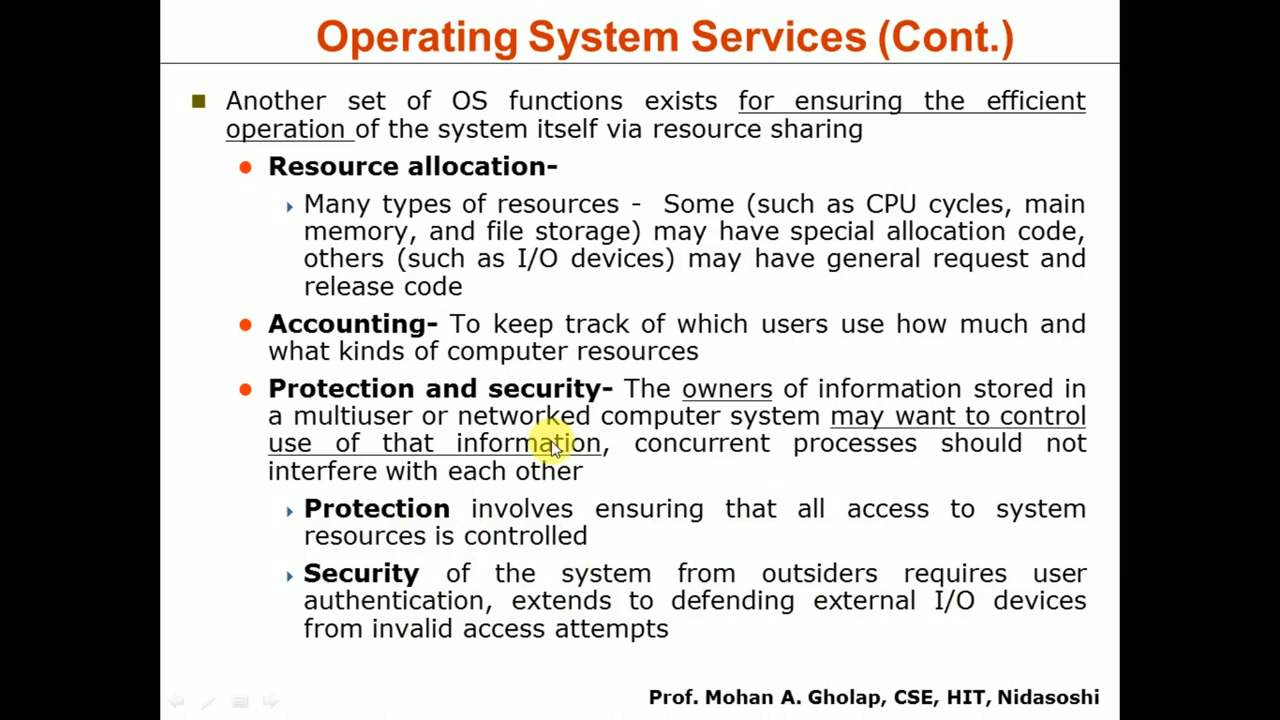 Operating System Services (Cont.)
Another set of OS functions exists for ensuring the efficient
operation of the system itself via resource sharing
Resource allocation-
Many types of resources - Some (such as CPU cycles, main
memory, and file storage) may have special allocation code,
others (such as I/O devices) may have general request and
release code
Accounting- To keep track of which users use how much and
what kinds of computer resources
Protection and security- The owners of information stored in
a multiuser or networked computer system may want to control
use of that information, concurrent processes should not
interfere with each other
Protection involves ensuring that all access to system
resources is controlled
Security of the system from outsiders requires user
authentication, extends to defending external I/O devices
from invalid access attempts
Prof. Mohan A. Gholap, CSE, HIT, Nidasoshi